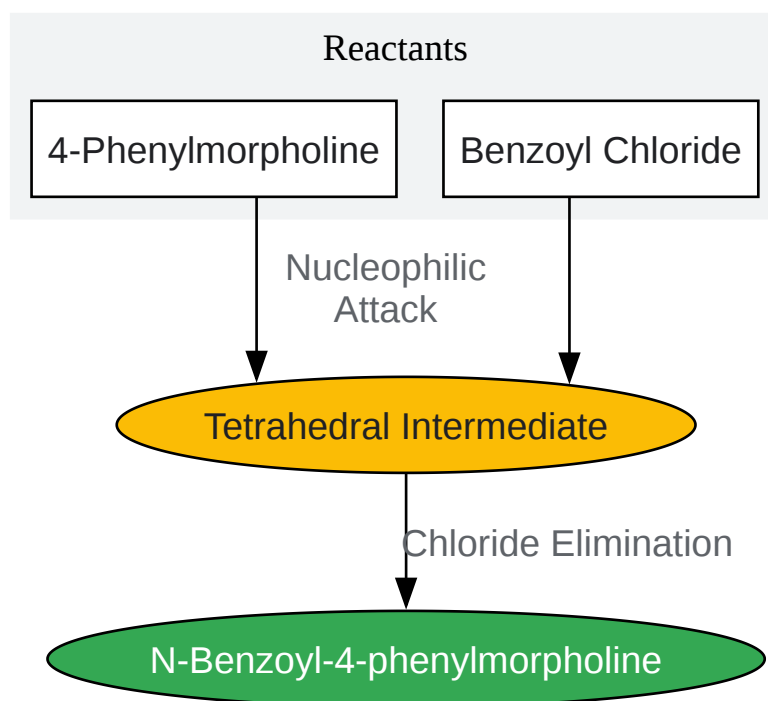 Reactants
4-Phenylmorpholine
Benzoyl Chloride
Nucleophilic
Attack
Tetrahedral Intermediate
Chloride Elimination
N-Benzoyl-4-phenylmorpholine